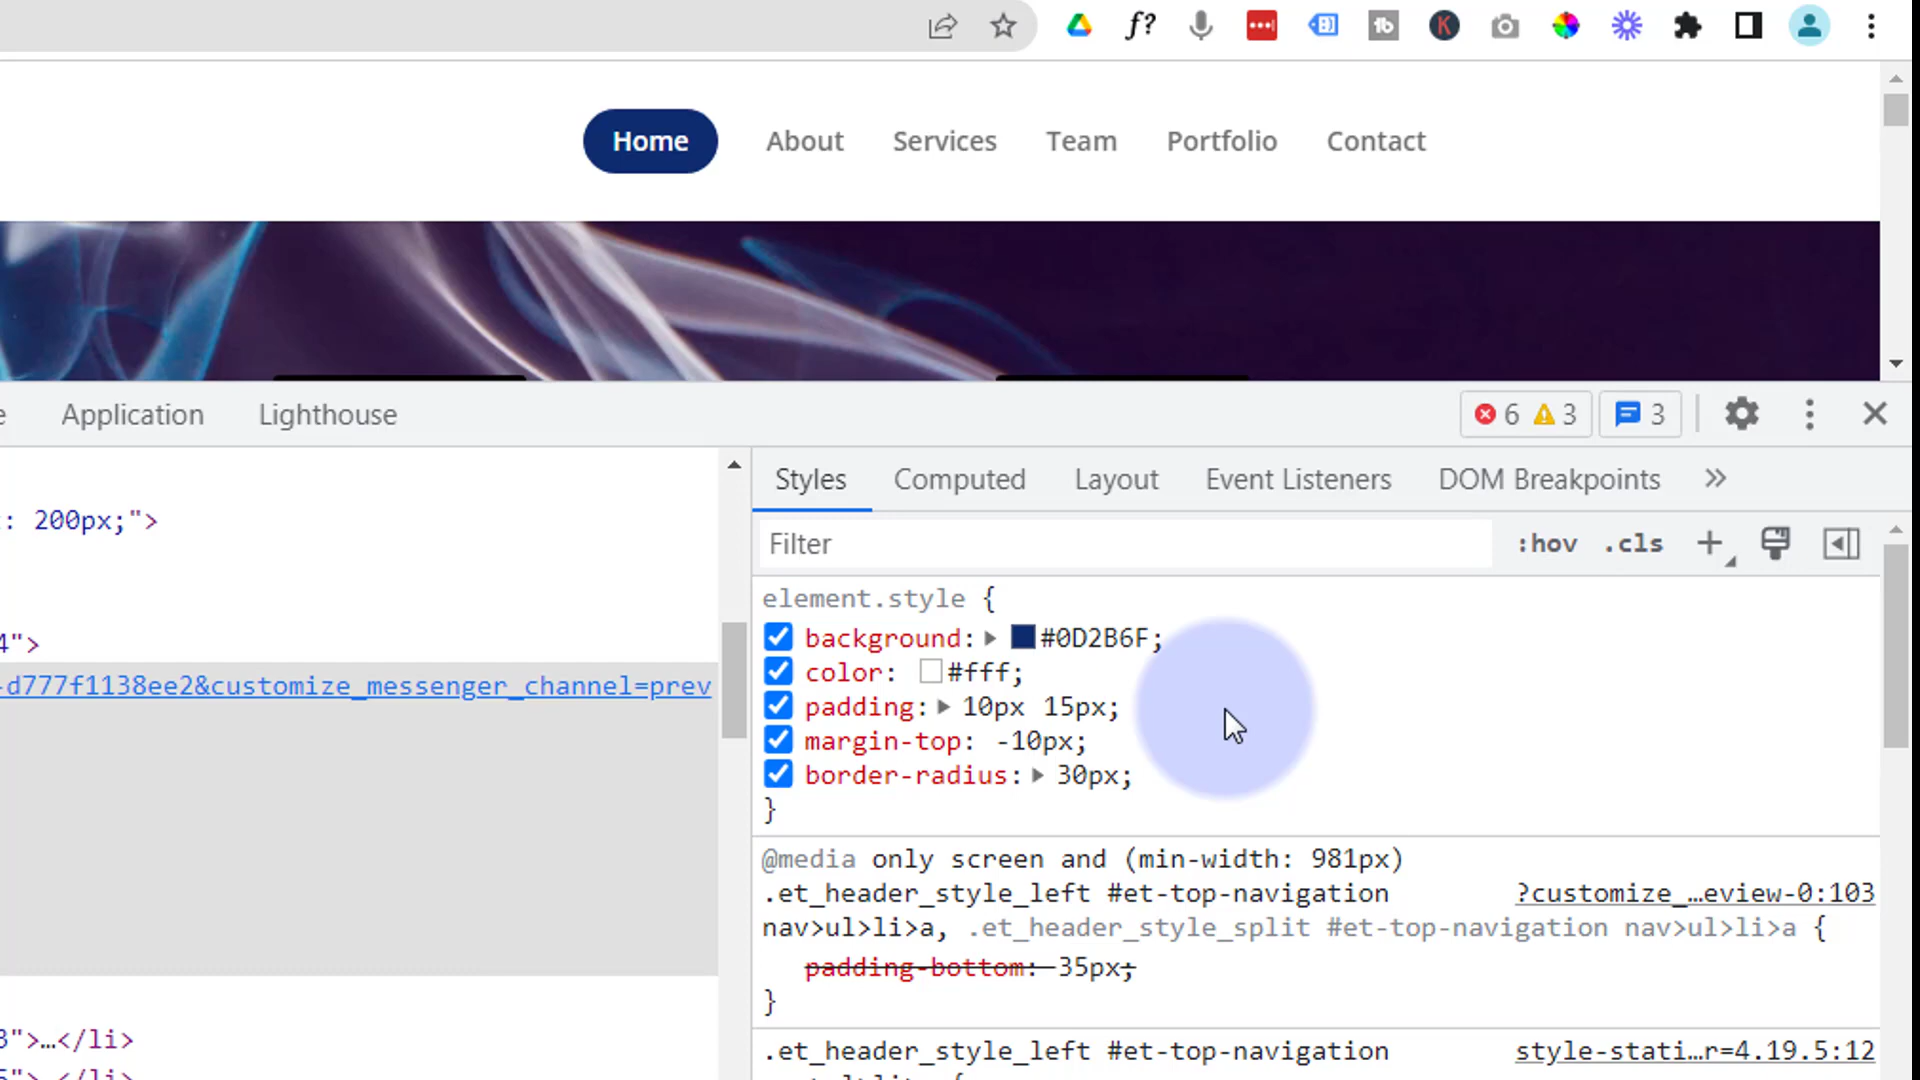 f?
Home About Services Team Portfolio Contact
e Application Lighthouse 6 3 3
Styles Computed Layout Event Listeners DOM Breakpoints »
: 200px;">
Filter :hov .cls +
element.style {
background: #0D2B6F;
4">
color: #fff;
-d777f1138ee2&customize_messenger_channel=prev
padding: 10px 15px;
margin-top: -10px;
border-radius: 30px;
}
@media only screen and (min-width: 981px)
.et_header_style_left #et-top-navigation ?customize_…eview-0:103
nav>ul>li>a, .et_header_style_split #et-top-navigation nav>ul>li>a {
padding-bottom: 35px;
}
3">…</li>
.et_header_style_left #et-top-navigation style-stati…r=4.19.5:12